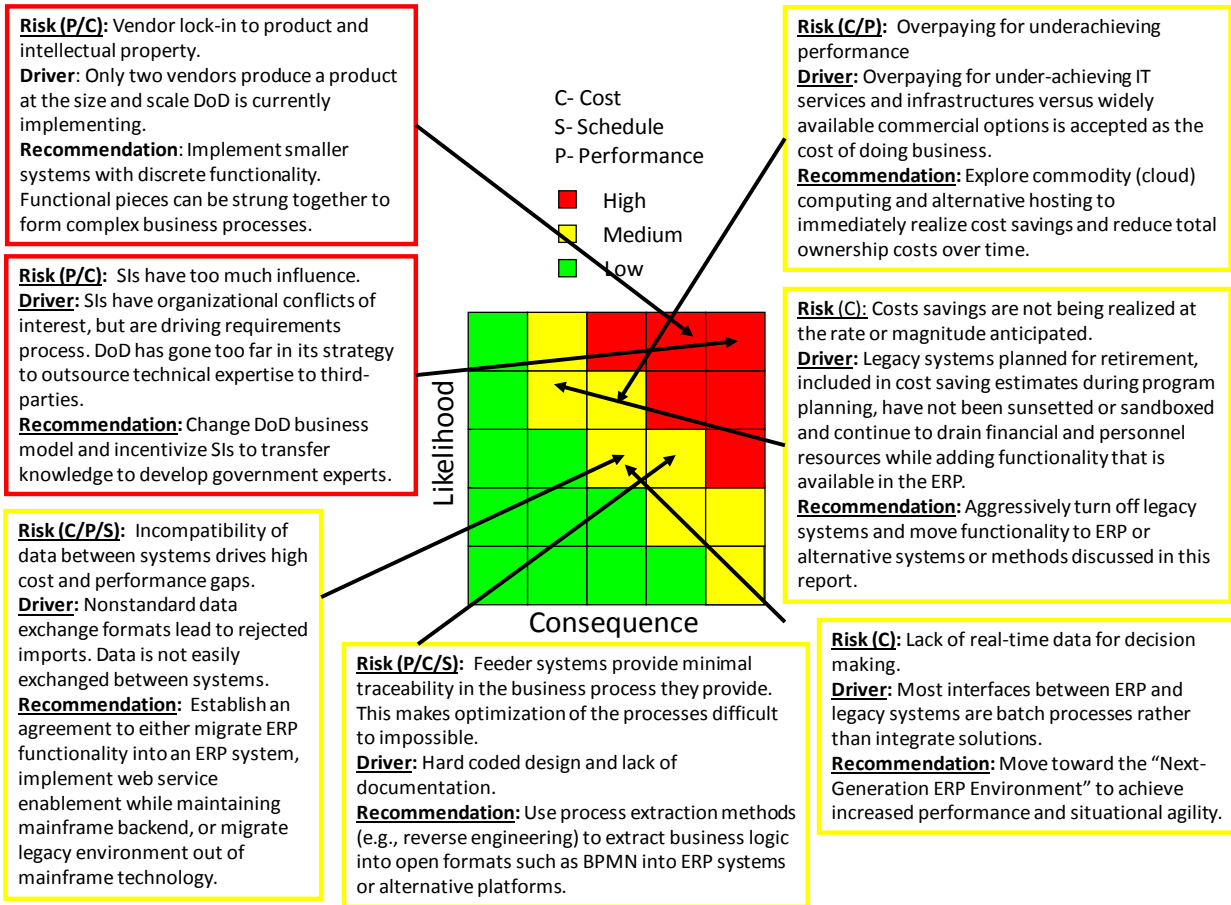 Risk (P/C): Vendor lock-in to product and
intellectual property.
Driver: Only two vendors produce a product
at the size and scale DoD is currently
implementing.
Recommendation: Implement smaller
systems with discrete functionality.
Functional pieces can be strung together to
form complex business processes.
C- Cost
S- Schedule
P- Performance
High
Medium
Low
Risk (C/P): Overpaying for underachieving
performance
Driver: Overpaying for under-achieving IT
services and infrastructures versus widely
available commercial options is accepted as the
cost of doing business.
Recommendation: Explore commodity (cloud)
computing and alternative hosting to
immediately realize cost savings and reduce total
ownership costs over time.
Risk (P/C): SIs have too much influence.
Driver: SIs have organizational conflicts of
interest, but are driving requirements
process. DoD has gone too far in its strategy
to outsource technical expertise to third-
parties.
Recommendation: Change DoD business
model and incentivize SIs to transfer
knowledge to develop government experts.
Likelihood
Consequence
Risk (C): Costs savings are not being realized at
the rate or magnitude anticipated.
Driver: Legacy systems planned for retirement,
included in cost saving estimates during program
planning, have not been sunsetted or sandboxed
and continue to drain financial and personnel
resources while adding functionality that is
available in the ERP.
Recommendation: Aggressively turn off legacy
systems and move functionality to ERP or
alternative systems or methods discussed in this
report.
Risk (C/P/S): Incompatibility of
data between systems drives high
cost and performance gaps.
Driver: Nonstandard data
exchange formats lead to rejected
imports. Data is not easily
exchanged between systems.
Recommendation: Establish an
agreement to either migrate ERP
functionality into an ERP system,
implement web service
enablement while maintaining
mainframe backend, or migrate
legacy environment out of
mainframe technology.
Risk (P/C/S): Feeder systems provide minimal
traceability in the business process they provide.
This makes optimization of the processes difficult
to impossible.
Driver: Hard coded design and lack of
documentation.
Recommendation: Use process extraction methods
(e.g., reverse engineering) to extract business logic
into open formats such as BPMN into ERP systems
or alternative platforms.
Risk (C): Lack of real-time data for decision
making.
Driver: Most interfaces between ERP and
legacy systems are batch processes rather
than integrate solutions.
Recommendation: Move toward the “Next-
Generation ERP Environment” to achieve
increased performance and situational agility.